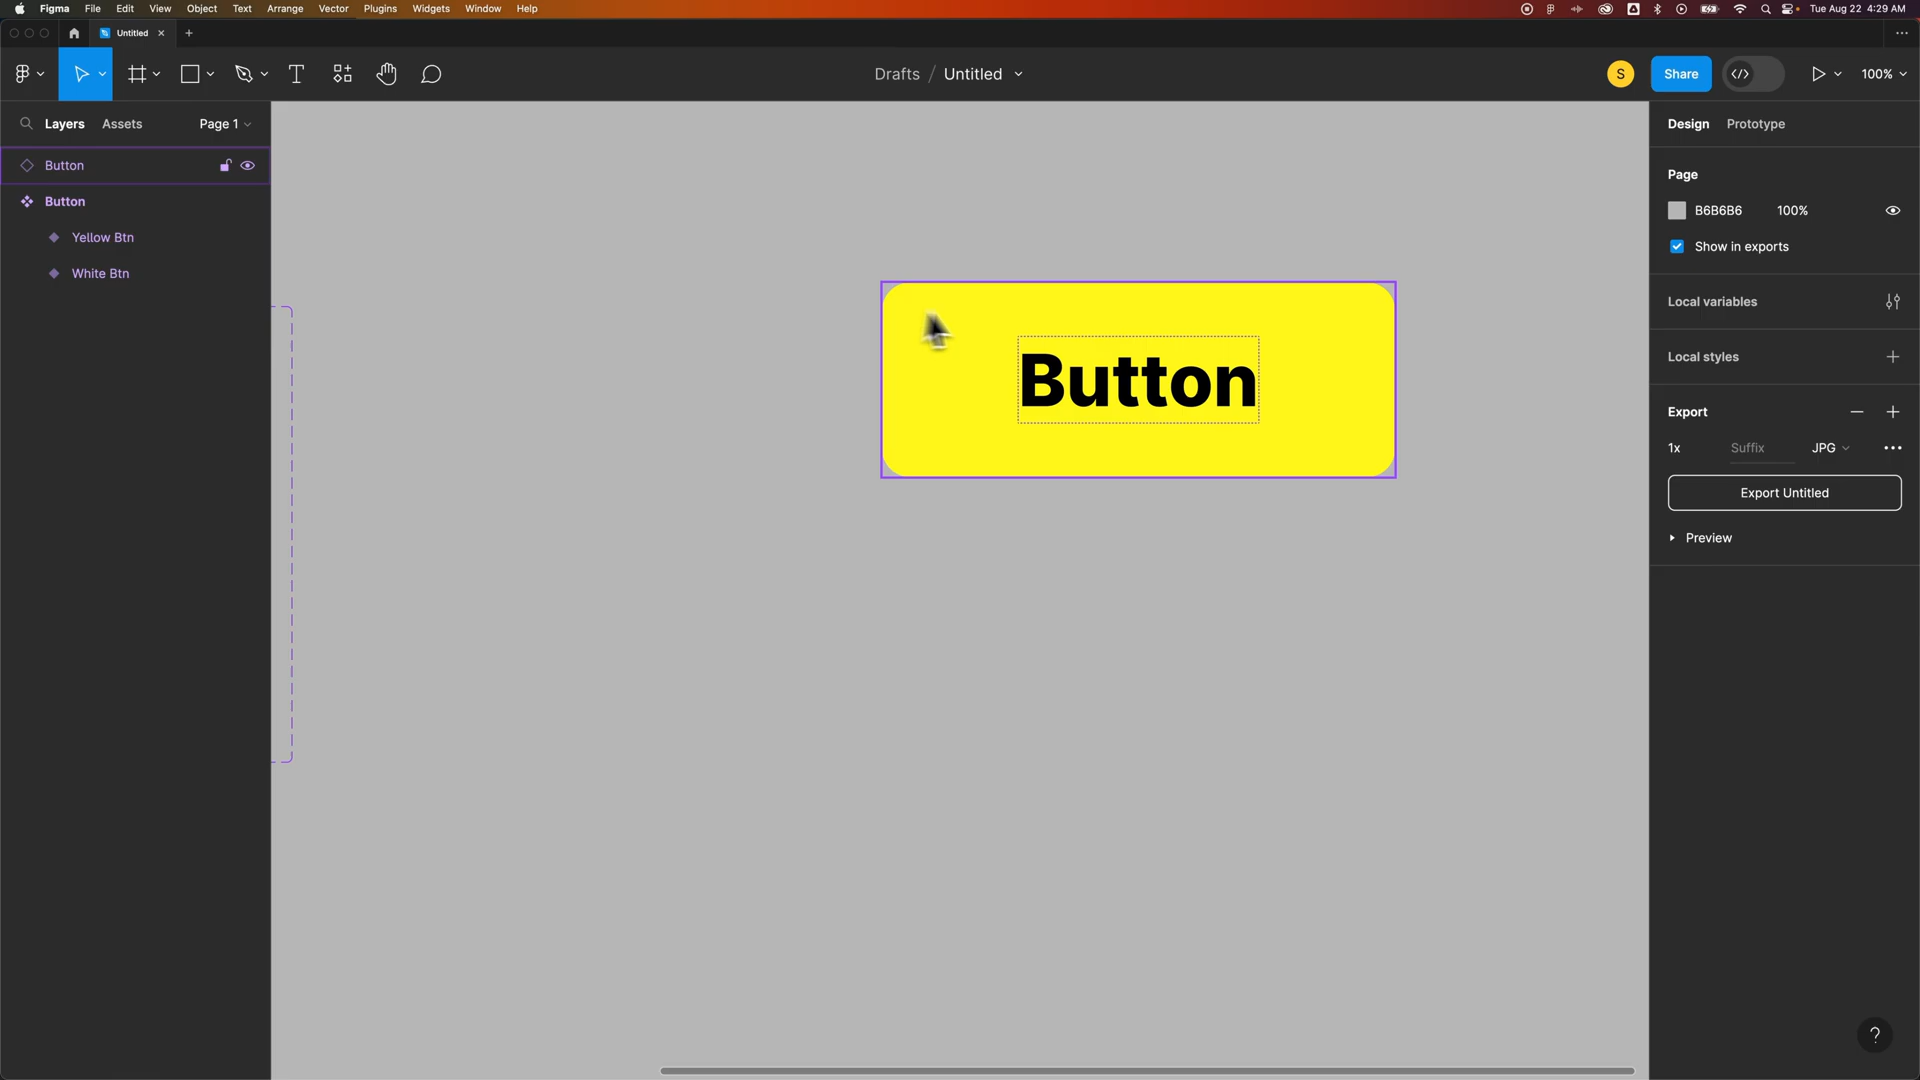 Figma File Edit View Object Text Arrange Vector Plugins Widgets Window Help Tue Aug 22 4:29 AM
Untitled
Drafts / Untitled S Share 100%
Layers Assets Page 1
Button
Button
Yellow Btn
White Btn
Button
Design Prototype
Page
B6B6B6 100%
Show in exports
Local variables
Local styles
Export
1x Suffix JPG
Export Untitled
Preview
?